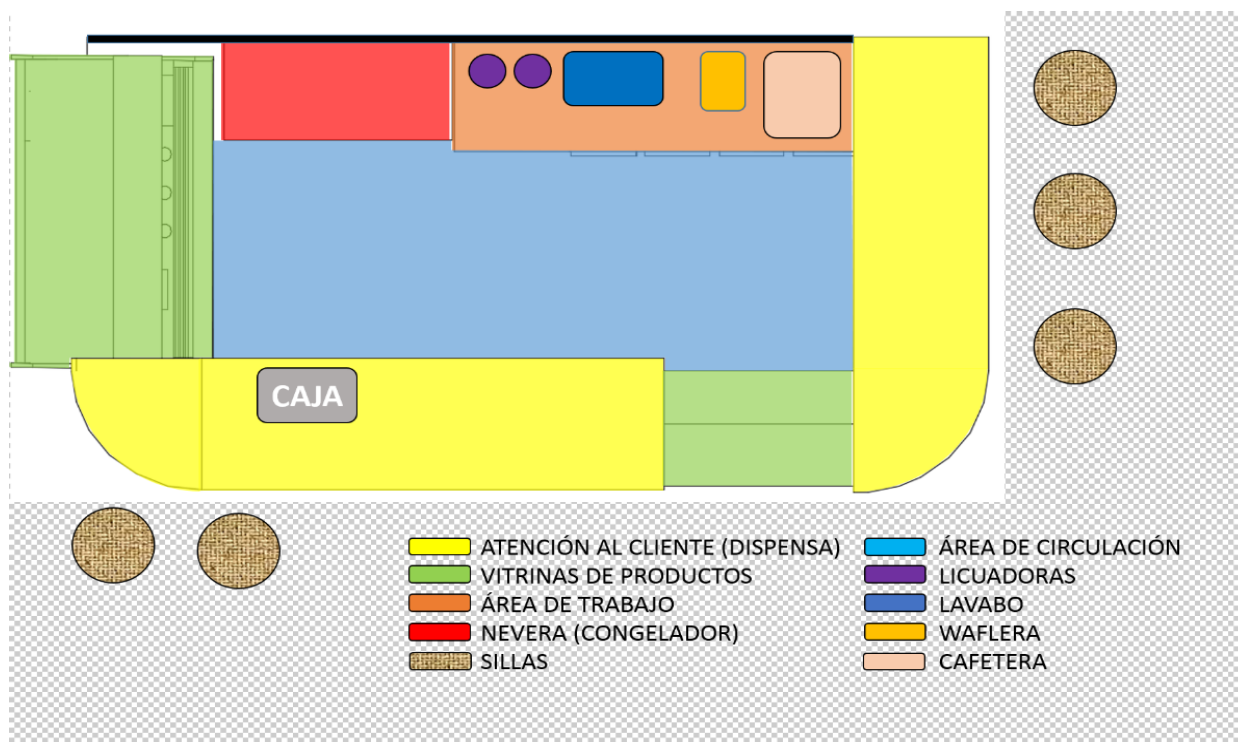 CAJA
ATENCIÓN AL CLIENTE (DISPENSA)
VITRINAS DE PRODUCTOS
ÁREA DE TRABAJO
NEVERA (CONGELADOR)
SILLAS
ÁREA DE CIRCULACIÓN
LICUADORAS
LAVABO
WAFLERA
CAFETERA